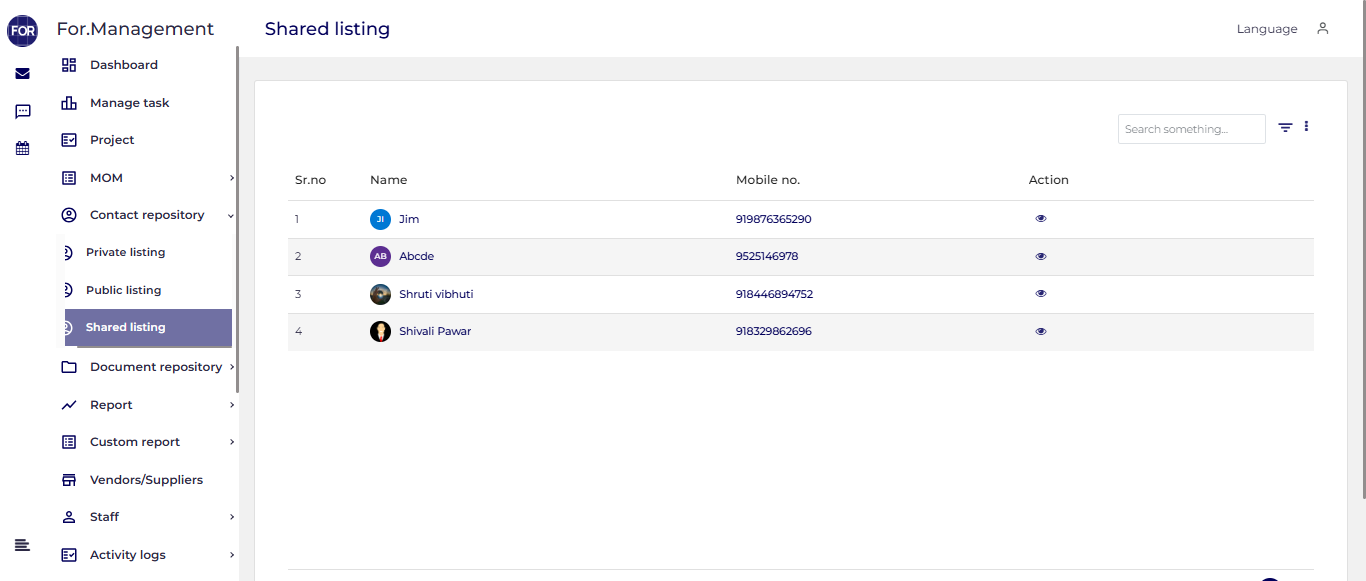 FOR
For.Management
Shared listing
Language
Dashboard
Manage task
Project
MOM
Contact repository
Private listing
Public listing
Shared listing
Document repository
Report
Custom report
Vendors/Suppliers
Staff
Activity logs
Search something...
Sr.no Name Mobile no. Action
1 JI Jim 919876365290
2 AB Abcde 9525146978
3 Shruti vibhuti 918446894752
4 Shivali Pawar 918329862696